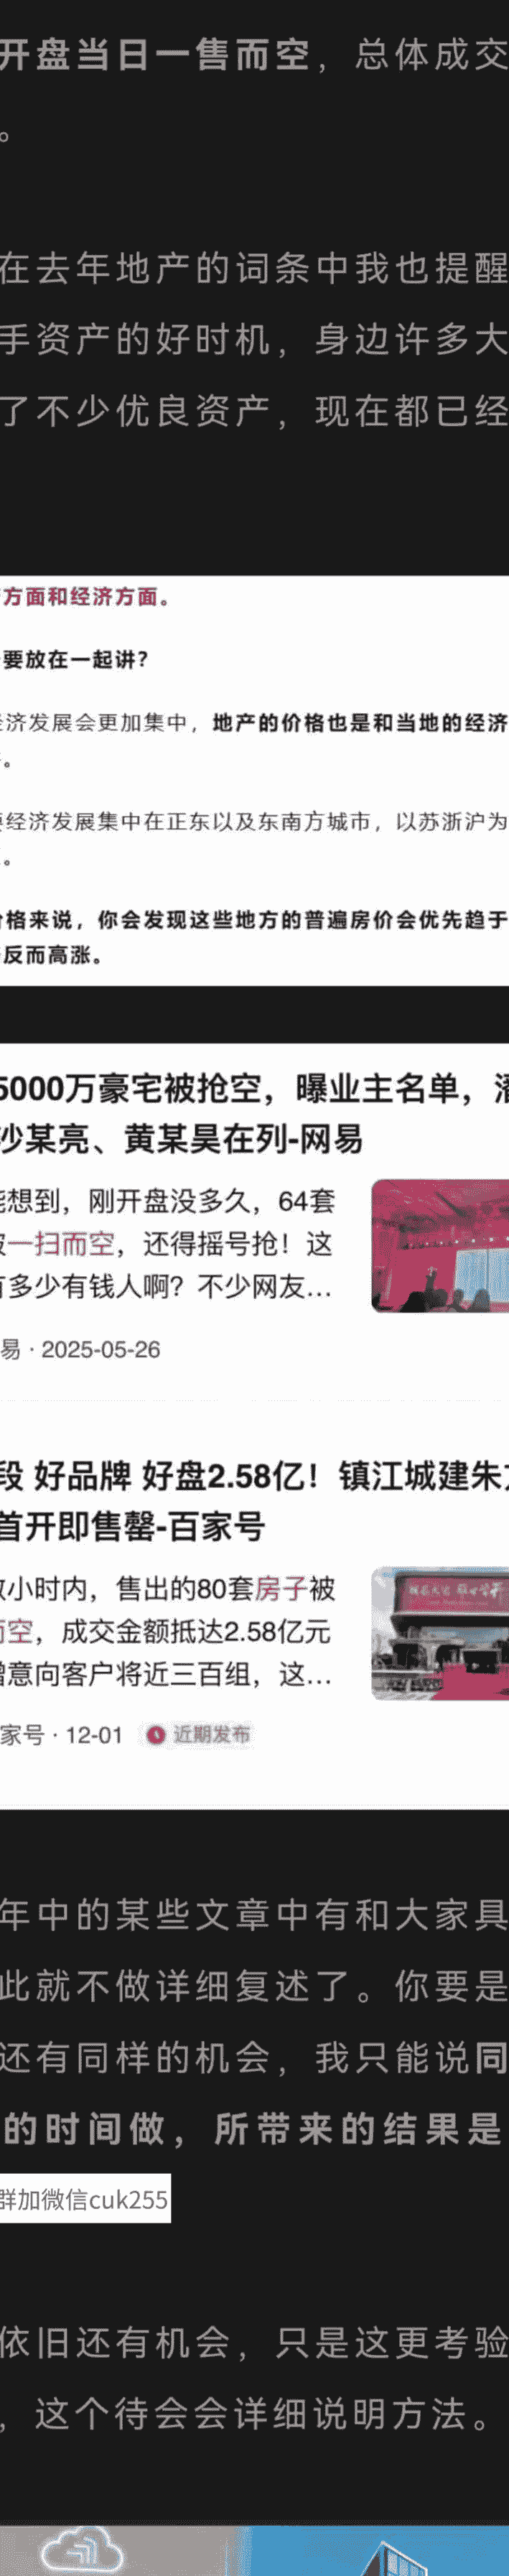 开盘当日一售而空，总体成交
。
在去年地产的词条中我也提醒
手资产的好时机，身边许多大
了不少优良资产，现在都已经
方面和经济方面。
要放在一起讲？
济发展会更加集中，地产的价格也是和当地的经济
。
经济发展集中在正东以及东南方城市，以苏浙沪为
。
格来说，你会发现这些地方的普遍房价会优先趋于
反而高涨。
5000万豪宅被抢空，曝业主名单，潘
沙某亮、黄某昊在列-网易
能想到，刚开盘没多久，64套
被一扫而空，还得摇号抢！这
有多少有钱人啊？不少网友...
易 · 2025-05-26
段 好品牌 好盘2.58亿！镇江城建朱方
首开即售罄-百家号
数小时内，售出的80套房子被
而空，成交金额抵达2.58亿元
增意向客户将近三百组，这...
家号 · 12-01 近期发布
年中的某些文章中有和大家具
此就不做详细复述了。你要是
还有同样的机会，我只能说同
的时间做，所带来的结果是
群加微信cuk255
依旧还有机会，只是这更考验
，这个待会会详细说明方法。